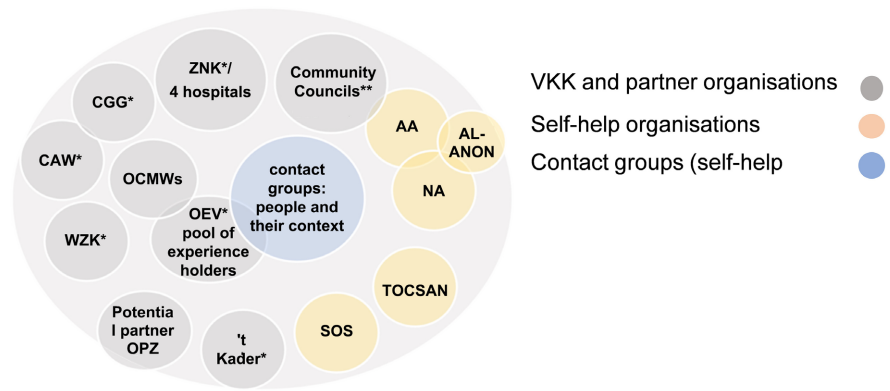 ZNK*/
4 hospitals
Community
Councils**
CGG*
AA
AL-
ANON
CAW*
OCMWs
contact
groups:
people and
their context
NA
OEV*
pool of
experience
holders
WZK*
TOCSAN
Potentia
l partner
OPZ
't
Kader*
SOS
VKK and partner organisations
Self-help organisations
Contact groups (self-help